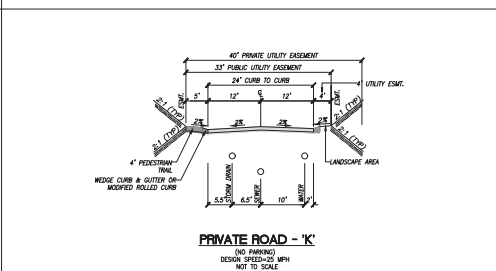 40' PRIVATE UTILITY EASEMENT
33' PUBLIC UTILITY EASEMENT
24' CURB TO CURB
4' UTILITY ESMT.
ESMT.
5'
12'
℄
12'
4'
ESMT.
2:1 (TYP)
2:1 (TYP)
2%
2%
2%
2%
2:1 (TYP)
2:1 (TYP)
4' PEDESTRIAN
TRAIL
LANDSCAPE AREA
WEDGE CURB & GUTTER OR
MODIFIED ROLLED CURB
STORM DRAIN
SEWER
WATER
5.5'
6.5'
10'
2'
PRIVATE ROAD - 'K'
(NO PARKING)
DESIGN SPEED=25 MPH
NOT TO SCALE